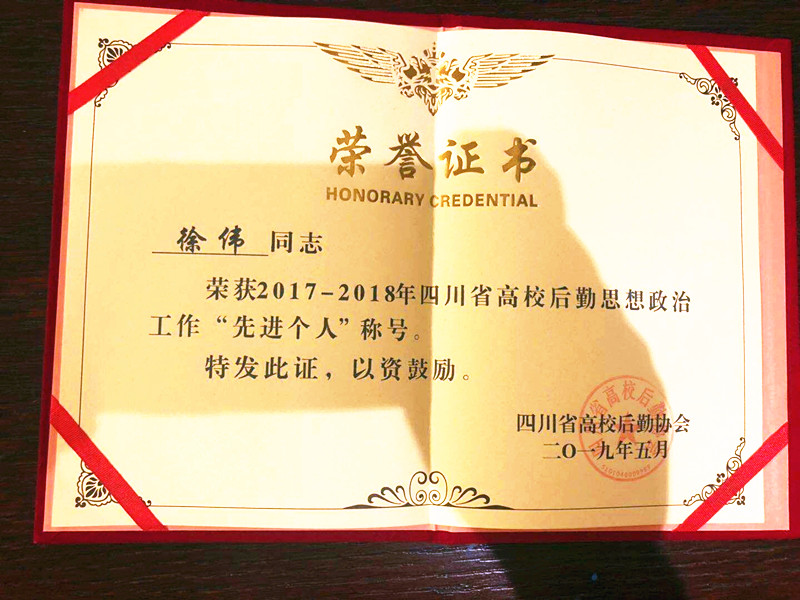 荣誉证书
HONORARY CREDENTIAL
徐伟 同志
荣获2017-2018年四川省高校后勤思想政治
工作“先进个人”称号。
特发此证，以资鼓励。
四川省高校后勤协会
二〇一九年五月